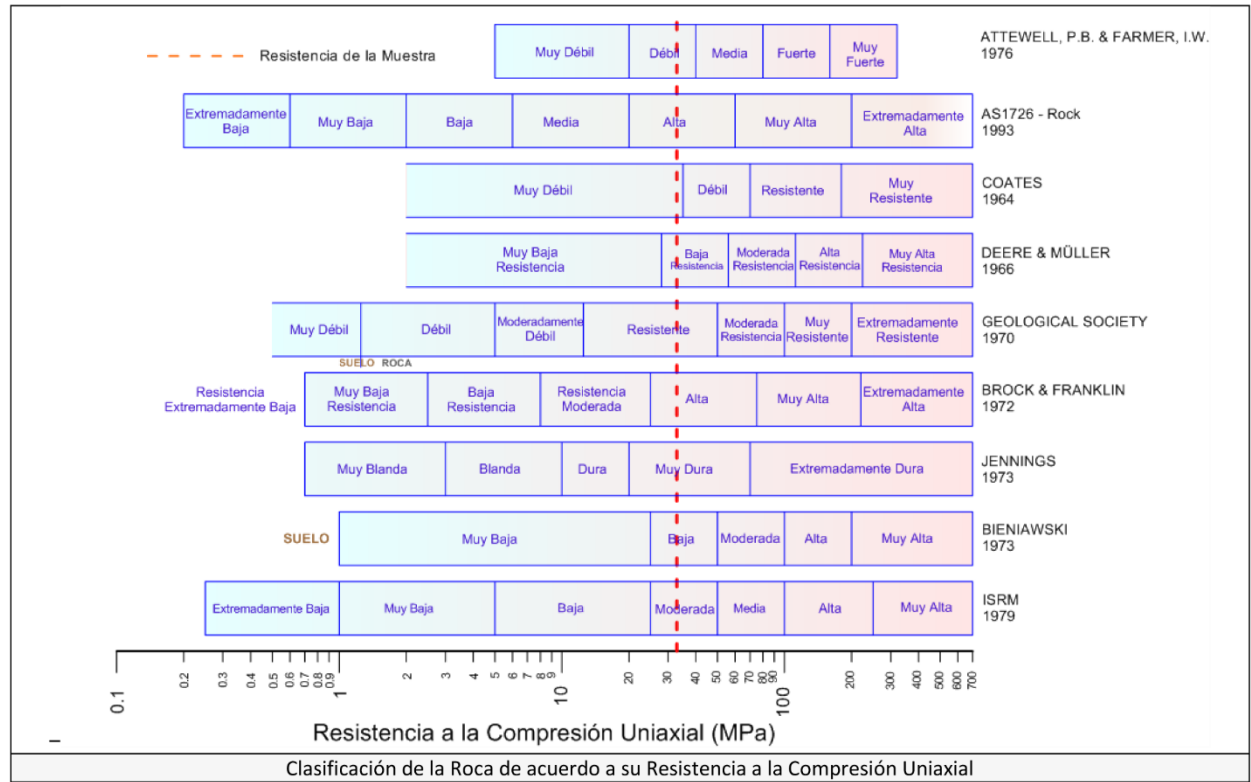 Resistencia de la Muestra
Muy Débil
Débil
Media
Fuerte
Muy
Fuerte
ATTEWELL, P.B. & FARMER, I.W.
1976
Extremadamente
Baja
Muy Baja
Baja
Media
Alta
Muy Alta
Extremadamente
Alta
AS1726 - Rock
1993
Muy Débil
Débil
Resistente
Muy
Resistente
COATES
1964
Muy Baja
Resistencia
Baja
Resistencia
Moderada
Resistencia
Alta
Resistencia
Muy Alta
Resistencia
DEERE & MÜLLER
1966
Muy Débil
Débil
Moderadamente
Débil
Resistente
Moderada
Resistencia
Muy
Resistente
Extremadamente
Resistente
GEOLOGICAL SOCIETY
1970
SUELO ROCA
Resistencia
Extremadamente Baja
Muy Baja
Resistencia
Baja
Resistencia
Resistencia
Moderada
Alta
Muy Alta
Extremadamente
Alta
BROCK & FRANKLIN
1972
Muy Blanda
Blanda
Dura
Muy Dura
Extremadamente Dura
JENNINGS
1973
SUELO
Muy Baja
Baja
Moderada
Alta
Muy Alta
BIENIAWSKI
1973
Extremadamente Baja
Muy Baja
Baja
Moderada
Media
Alta
Muy Alta
ISRM
1979
0.1 0.2 0.3 0.4 0.5 0.6 0.7 0.8 0.9 1 2 3 4 5 6 7 8 9 10 20 30 40 50 60 70 80 90 100 200 300 400 500 600 700
Resistencia a la Compresión Uniaxial (MPa)
Clasificación de la Roca de acuerdo a su Resistencia a la Compresión Uniaxial